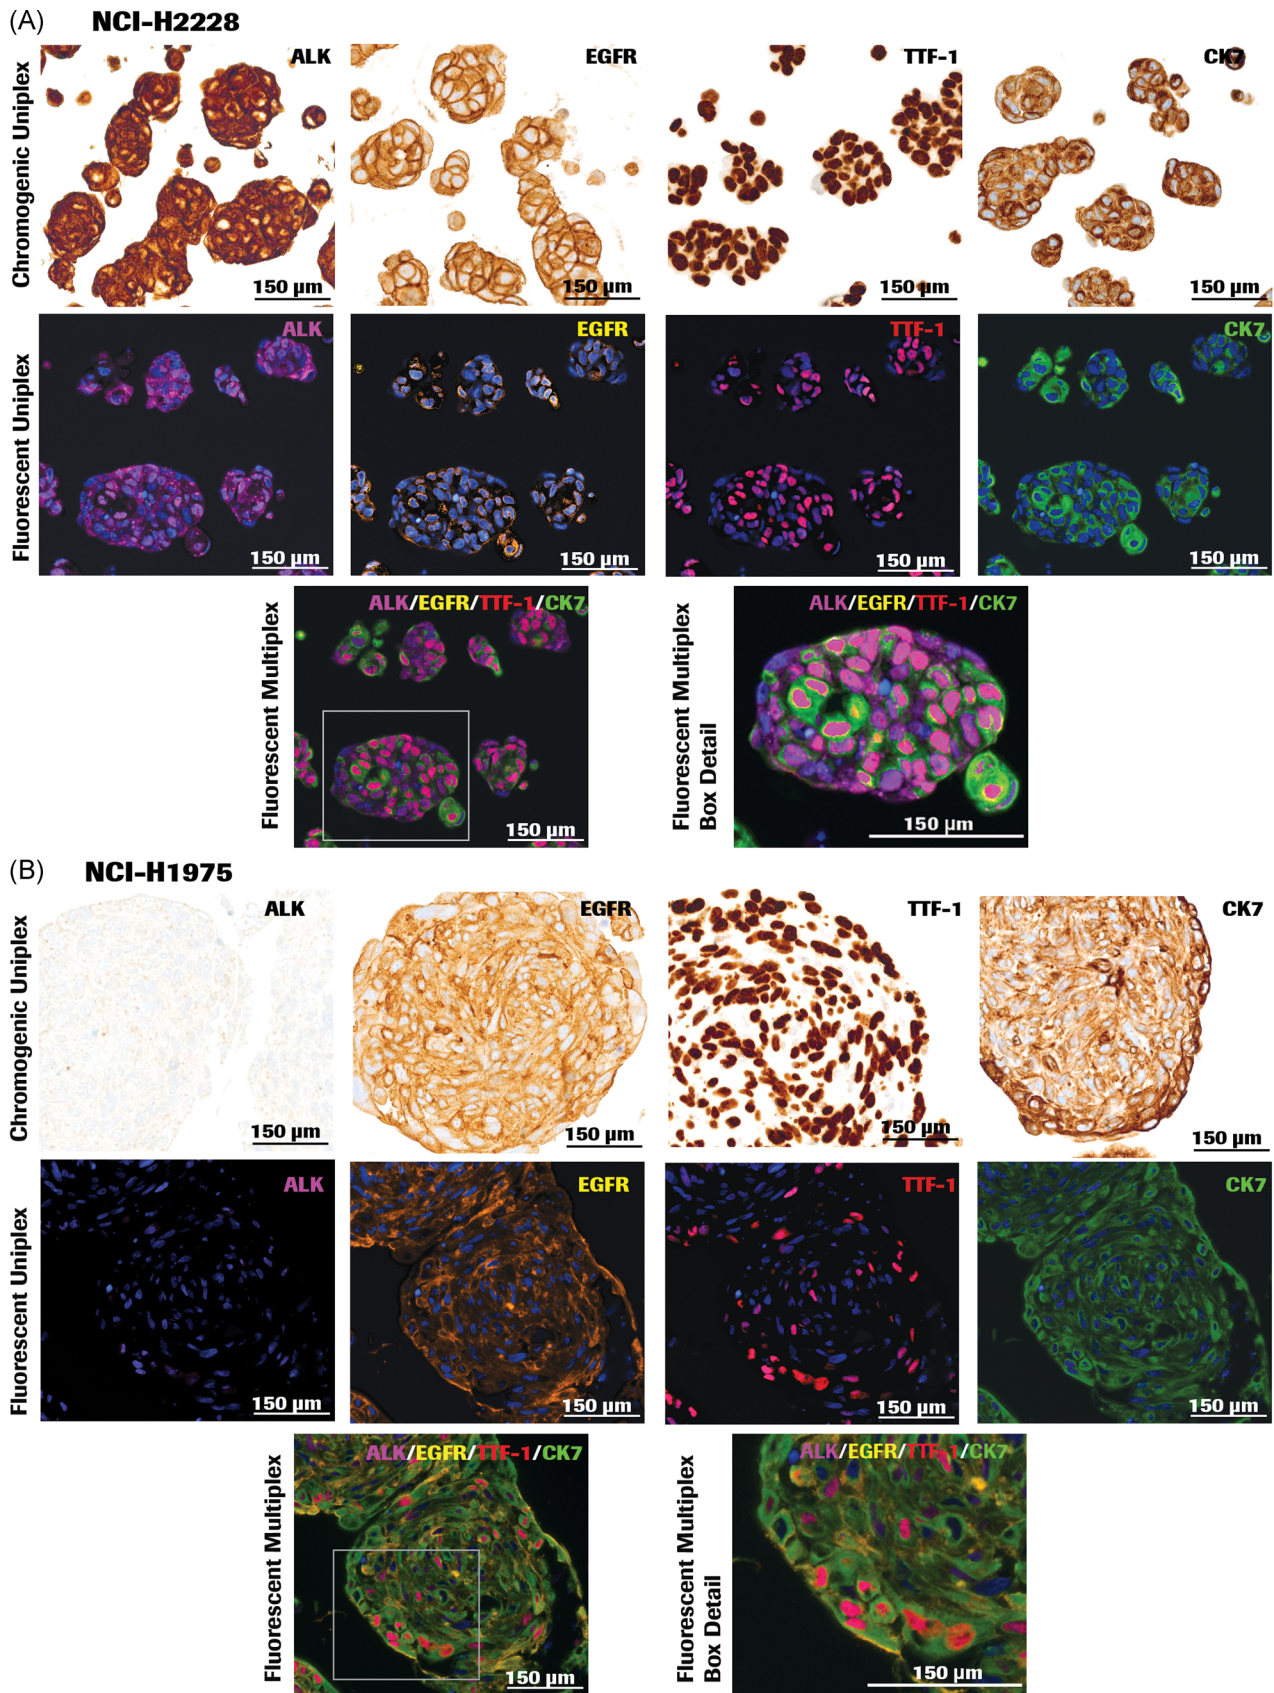 (A) NCI-H2228
Chromogenic Uniplex
ALK
EGFR
TTF-1
CK7
150 µm
150 µm
150 µm
150 µm
Fluorescent Uniplex
ALK
EGFR
TTF-1
CK7
150 µm
150 µm
150 µm
150 µm
Fluorescent Multiplex
ALK/EGFR/TTF-1/CK7
150 µm
Fluorescent Multiplex
Box Detail
ALK/EGFR/TTF-1/CK7
150 µm
(B) NCI-H1975
Chromogenic Uniplex
ALK
EGFR
TTF-1
CK7
150 µm
150 µm
150 µm
150 µm
Fluorescent Uniplex
ALK
EGFR
TTF-1
CK7
150 µm
150 µm
150 µm
150 µm
Fluorescent Multiplex
ALK/EGFR/TTF-1/CK7
150 µm
Fluorescent Multiplex
Box Detail
ALK/EGFR/TTF-1/CK7
150 µm